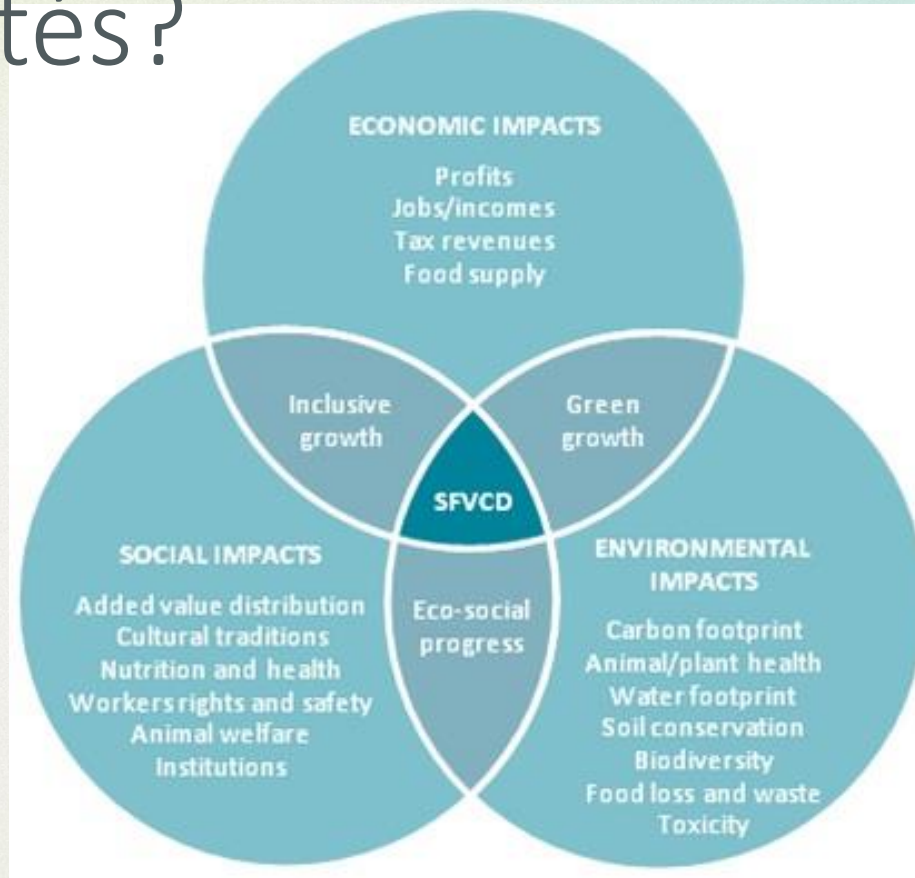 tés?
ECONOMIC IMPACTS
Profits
Jobs/incomes
Tax revenues
Food supply
Inclusive
growth
Green
growth
SFVCD
SOCIAL IMPACTS
Added value distribution
Cultural traditions
Nutrition and health
Workers rights and safety
Animal welfare
Institutions
Eco-social
progress
ENVIRONMENTAL
IMPACTS
Carbon footprint
Animal/plant health
Water footprint
Soil conservation
Biodiversity
Food loss and waste
Toxicity